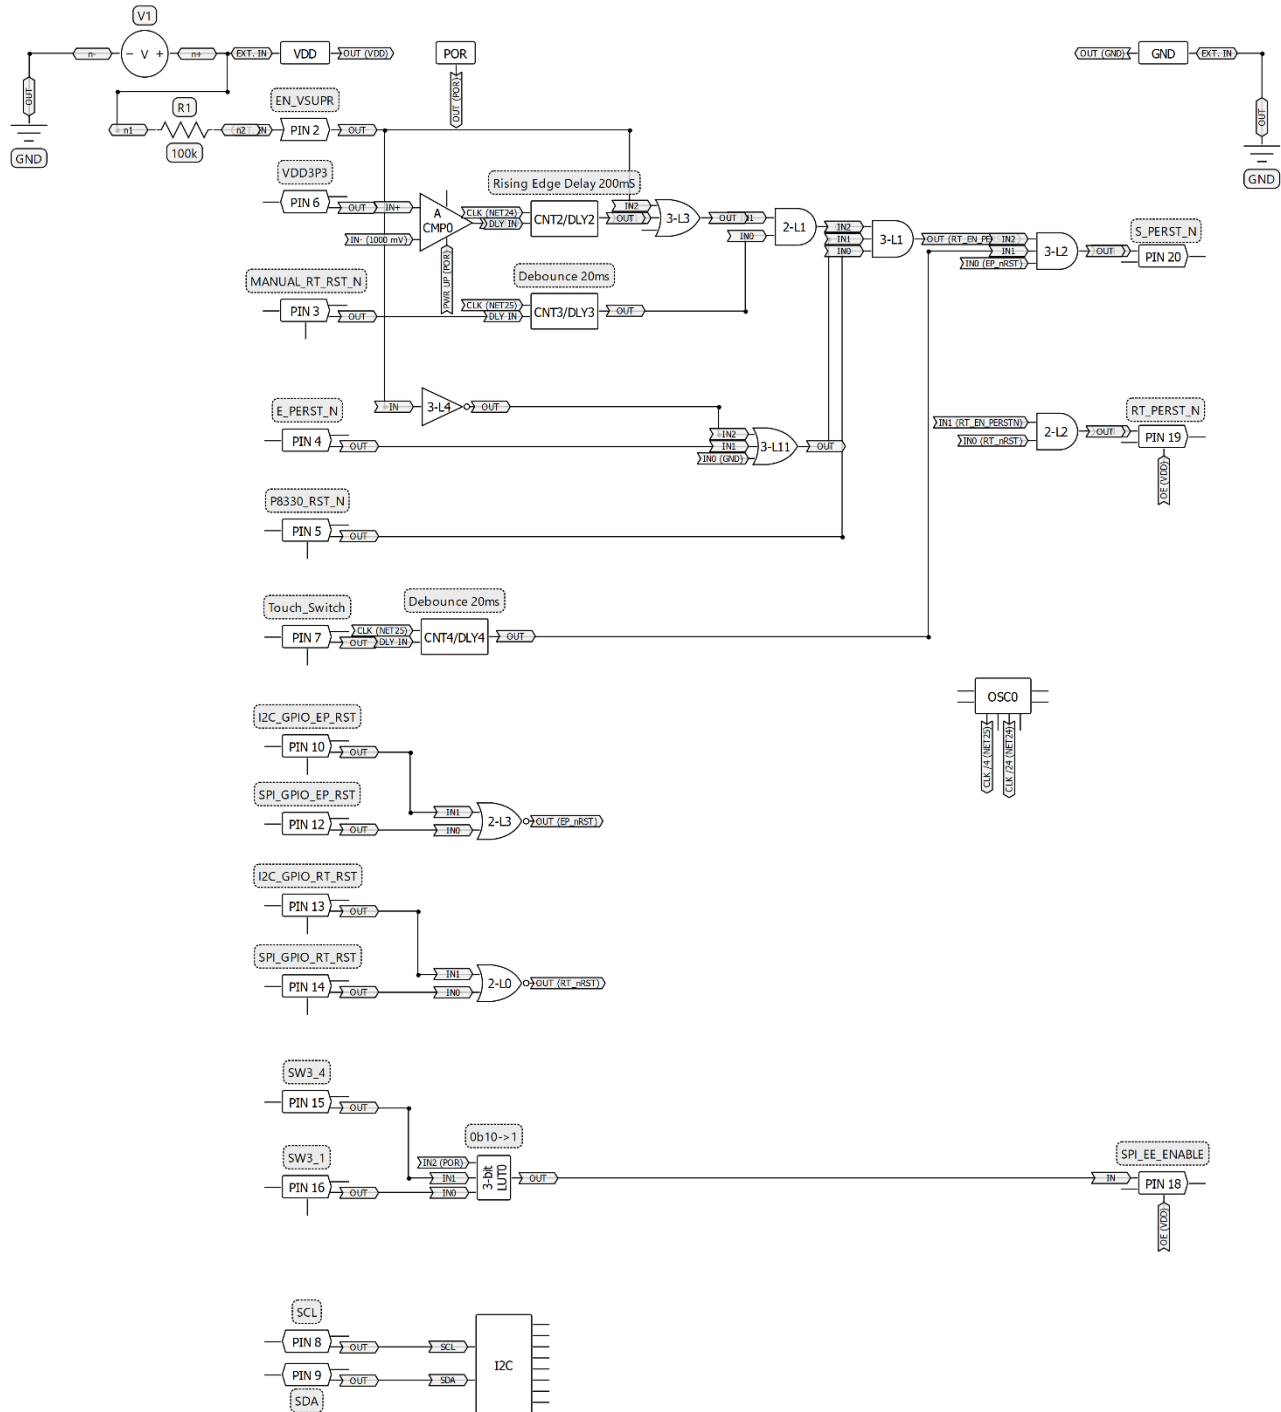 V1
n-
- V +
n+
EXT. IN
VDD
OUT (VDD)
POR
OUT (POR)
OUT (GND)
GND
EXT. IN
OUT
GND
OUT
GND
R1
n1
n2
IN
100k
EN_VSUPR
PIN 2
OUT
VDD3P3
PIN 6
OUT
IN+
IN- (1000 mV)
A
CMP0
PWR UP (POR)
Rising Edge Delay 200mS
CLK (NET24)
DLY IN
CNT2/DLY2
OUT
IN2
3-L3
OUT
IN0
2-L1
IN2
IN1
IN0
3-L1
OUT (RT_EN_PE
IN2
IN1
IN0 (EP_nRST)
3-L2
OUT
S_PERST_N
PIN 20
MANUAL_RT_RST_N
PIN 3
OUT
Debounce 20ms
CLK (NET25)
DLY IN
CNT3/DLY3
OUT
IN
3-L4
OUT
E_PERST_N
PIN 4
OUT
IN2
IN1
IN0 (GND)
3-L11
OUT
IN1 (RT_EN_PERSTN)
IN0 (RT_nRST)
2-L2
OUT
RT_PERST_N
PIN 19
OE (VDD)
P8330_RST_N
PIN 5
OUT
Touch_Switch
PIN 7
OUT
Debounce 20ms
CLK (NET25)
DLY IN
CNT4/DLY4
OUT
OSC0
CLK /4 (NET25)
CLK /24 (NET24)
I2C_GPIO_EP_RST
PIN 10
OUT
SPI_GPIO_EP_RST
PIN 12
OUT
IN1
IN0
2-L3
OUT (EP_nRST)
I2C_GPIO_RT_RST
PIN 13
OUT
SPI_GPIO_RT_RST
PIN 14
OUT
IN1
IN0
2-L0
OUT (RT_nRST)
SW3_4
PIN 15
OUT
SW3_1
PIN 16
OUT
0b10->1
IN2 (POR)
IN1
IN0
3-bit
LUT0
OUT
SPI_EE_ENABLE
IN
PIN 18
OE (VDD)
SCL
PIN 8
OUT
SCL
PIN 9
OUT
SDA
I2C
SDA